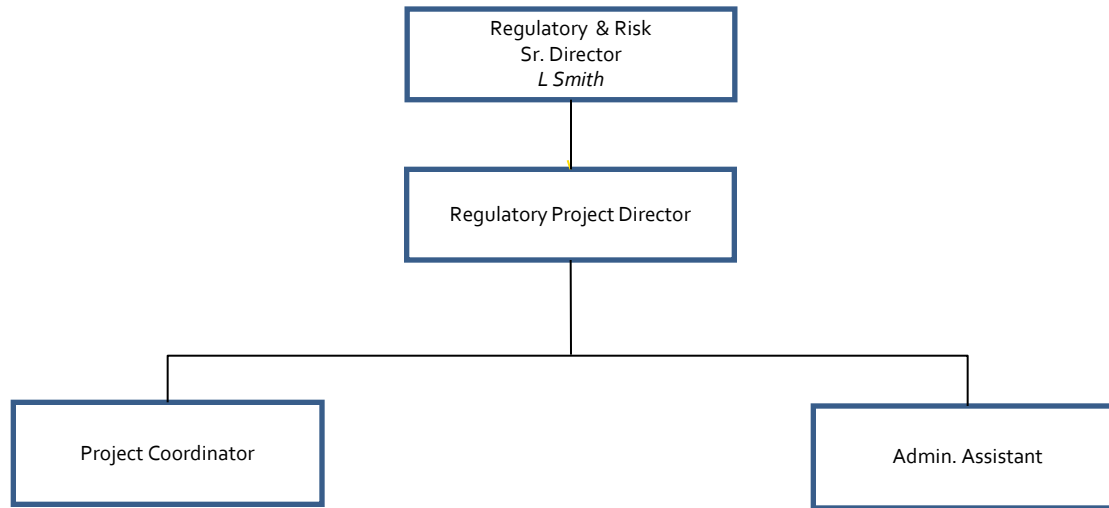 Regulatory & Risk
Sr. Director
L Smith
Regulatory Project Director
Project Coordinator
Admin. Assistant